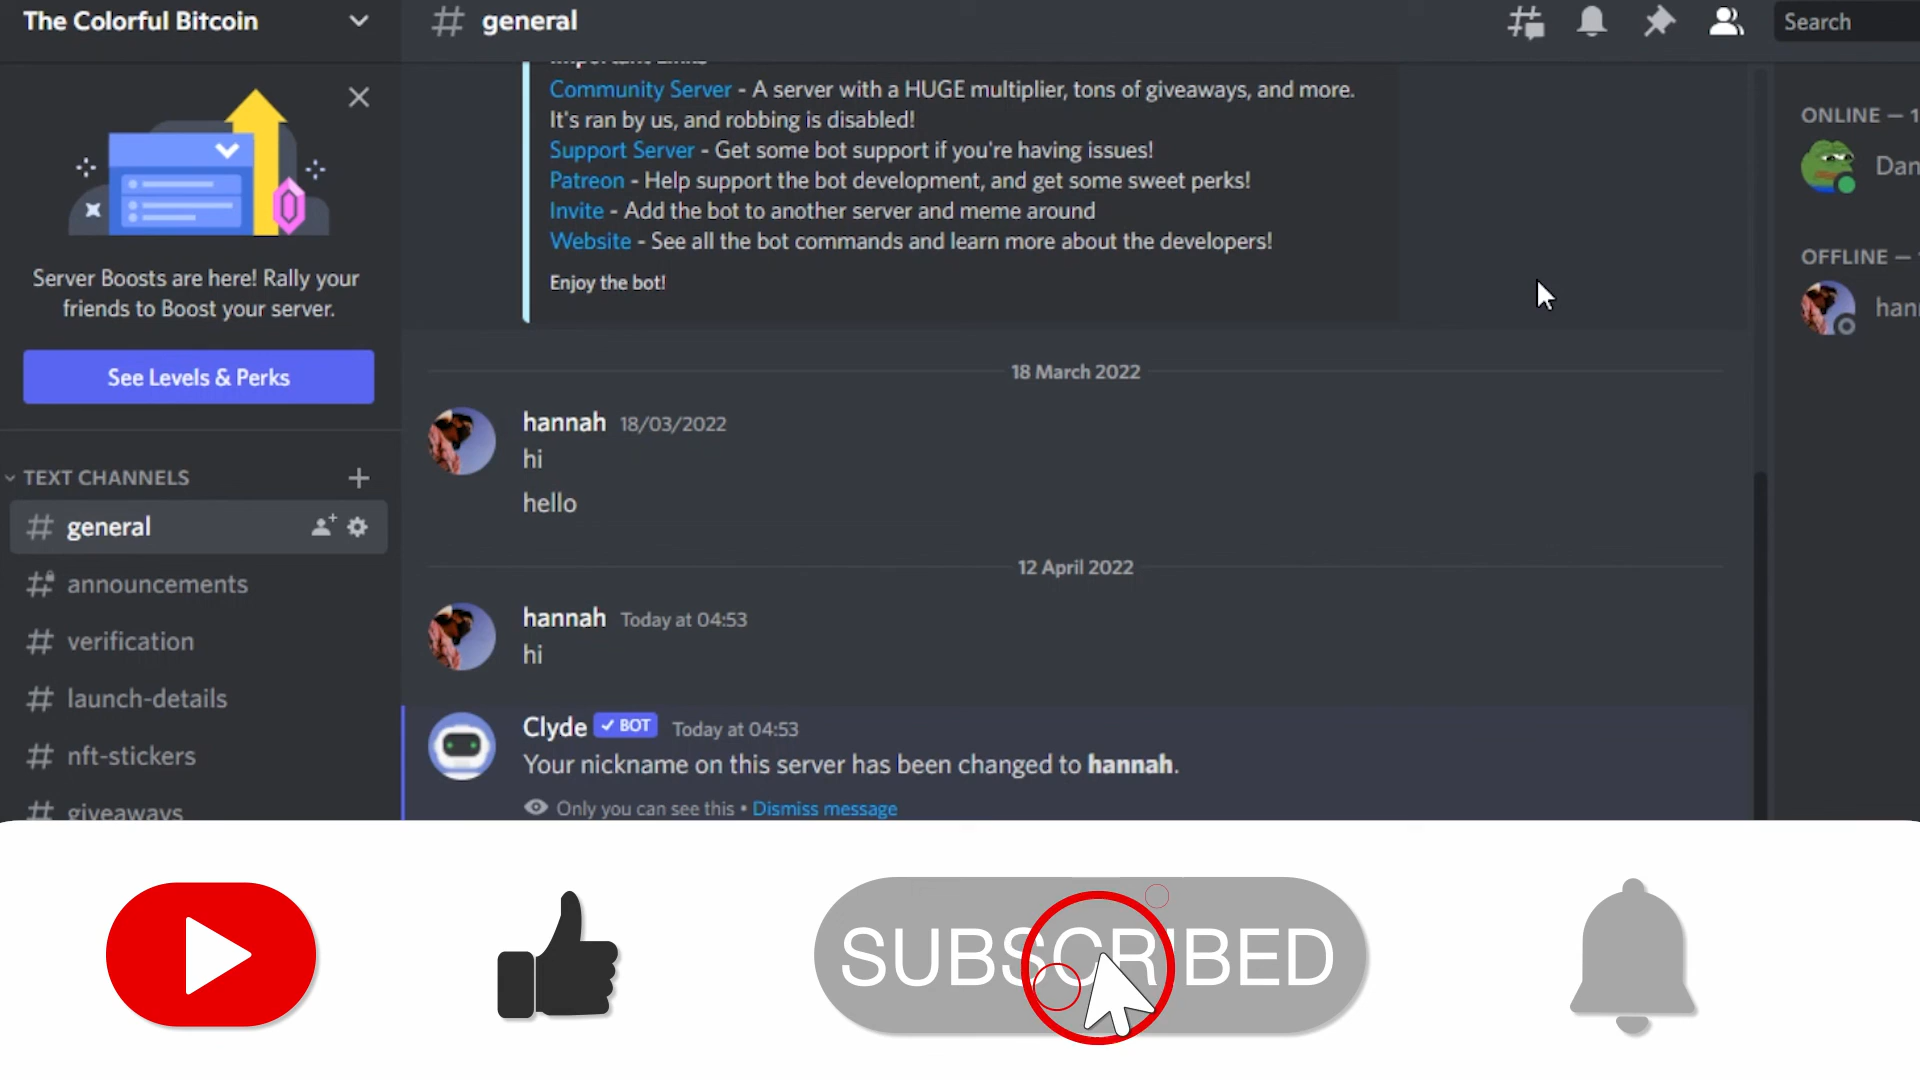 The Colorful Bitcoin
general
Search
Community Server - A server with a HUGE multiplier, tons of giveaways, and more.
It's ran by us, and robbing is disabled!
Support Server - Get some bot support if you're having issues!
Patreon - Help support the bot development, and get some sweet perks!
Invite - Add the bot to another server and meme around
Website - See all the bot commands and learn more about the developers!
Enjoy the bot!
Server Boosts are here! Rally your
friends to Boost your server.
See Levels & Perks
TEXT CHANNELS
# general
# announcements
# verification
# launch-details
# nft-stickers
# giveaways
18 March 2022
hannah 18/03/2022
hi
hello
12 April 2022
hannah Today at 04:53
hi
Clyde BOT Today at 04:53
Your nickname on this server has been changed to hannah.
Only you can see this • Dismiss message
ONLINE — 1
Dan
OFFLINE —
han
SUBSCRIBED